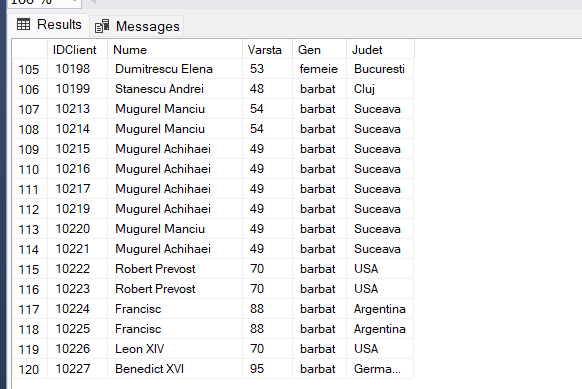 100 %
Results Messages
IDClient Nume Varsta Gen Judet
105 10198 Dumitrescu Elena 53 femeie Bucuresti
106 10199 Stanescu Andrei 48 barbat Cluj
107 10213 Mugurel Manciu 54 barbat Suceava
108 10214 Mugurel Manciu 54 barbat Suceava
109 10215 Mugurel Achihaei 49 barbat Suceava
110 10216 Mugurel Achihaei 49 barbat Suceava
111 10217 Mugurel Achihaei 49 barbat Suceava
112 10219 Mugurel Achihaei 49 barbat Suceava
113 10220 Mugurel Manciu 49 barbat Suceava
114 10221 Mugurel Achihaei 49 barbat Suceava
115 10222 Robert Prevost 70 barbat USA
116 10223 Robert Prevost 70 barbat USA
117 10224 Francisc 88 barbat Argentina
118 10225 Francisc 88 barbat Argentina
119 10226 Leon XIV 70 barbat USA
120 10227 Benedict XVI 95 barbat Germa...